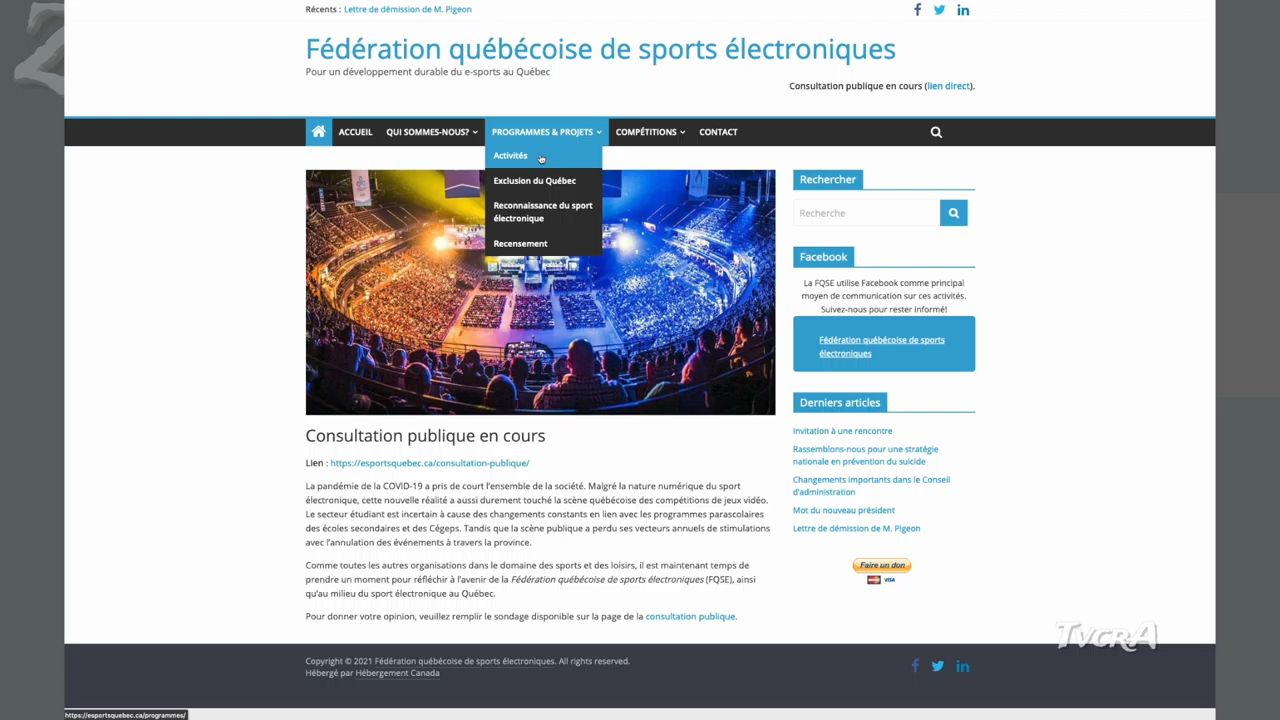 Récents : Lettre de démission de M. Pigeon
Fédération québécoise de sports électroniques
Pour un développement durable du e-sports au Québec
Consultation publique en cours (lien direct).
ACCUEIL QUI SOMMES-NOUS? PROGRAMMES & PROJETS COMPÉTITIONS CONTACT
Activités
Exclusion du Québec
Reconnaissance du sport
électronique
Recensement
Rechercher
Recherche
Facebook
La FQSE utilise Facebook comme principal
moyen de communication sur ces activités.
Suivez-nous pour rester informé!
Fédération québécoise de sports
électroniques
Derniers articles
Invitation à une rencontre
Rassemblons-nous pour une stratégie
nationale en prévention du suicide
Changements importants dans le Conseil
d'administration
Mot du nouveau président
Lettre de démission de M. Pigeon
Faire un don
VISA
Consultation publique en cours
Lien : https://esportsquebec.ca/consultation-publique/
La pandémie de la COVID-19 a pris de court l'ensemble de la société. Malgré la nature numérique du sport
électronique, cette nouvelle réalité a aussi durement touché la scène québécoise des compétitions de jeux vidéo.
Le secteur étudiant est incertain à cause des changements constants en lien avec les programmes parascolaires
des écoles secondaires et des Cégeps. Tandis que la scène publique a perdu ses vecteurs annuels de stimulations
avec l'annulation des événements à travers la province.
Comme toutes les autres organisations dans le domaine des sports et des loisirs, il est maintenant temps de
prendre un moment pour réfléchir à l'avenir de la Fédération québécoise de sports électroniques (FQSE), ainsi
qu'au milieu du sport électronique au Québec.
Pour donner votre opinion, veuillez remplir le sondage disponible sur la page de la consultation publique.
TVCRA
Copyright © 2021 Fédération québécoise de sports électroniques. All rights reserved.
Hébergé par Hébergement Canada
https://esportsquebec.ca/programmes/